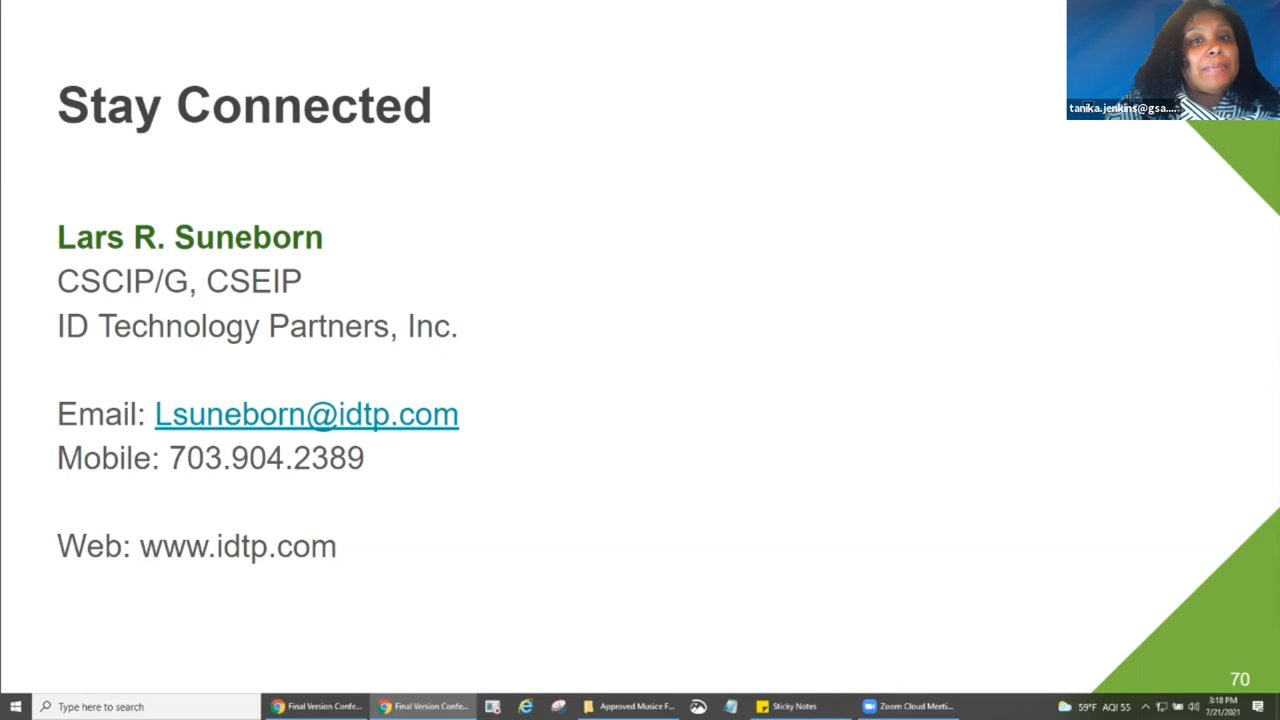 Stay Connected
tanika.jenkins@gsa....
Lars R. Suneborn
CSCIP/G, CSEIP
ID Technology Partners, Inc.
Email: Lsuneborn@idtp.com
Mobile: 703.904.2389
Web: www.idtp.com
70
Type here to search
Final Version Confe...
Final Version Confe...
Approved Musice F...
Sticky Notes
Zoom Cloud Meeti...
59°F AQI 55
3:18 PM
7/21/2021